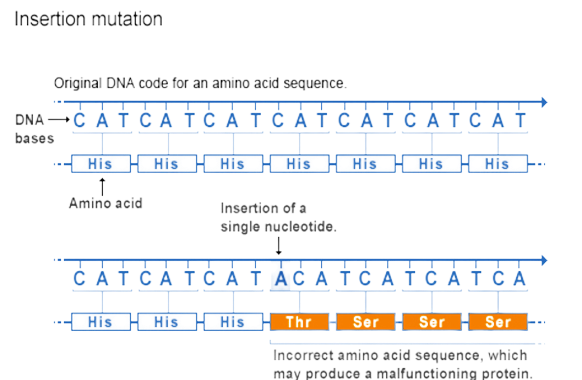 Insertion mutation
Original DNA code for an amino acid sequence.
DNA bases
C A T C A T C A T C A T C A T C A T C A T
His His His His His His His
Amino acid
Insertion of a
single nucleotide.
C A T C A T C A T A C A T C A T C A T C A
His His His Thr Ser Ser Ser
Incorrect amino acid sequence, which
may produce a malfunctioning protein.